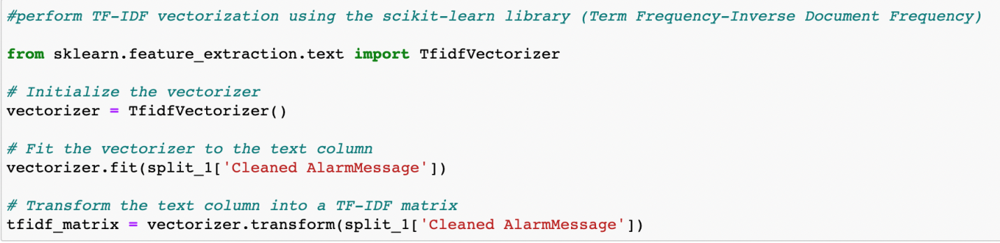 #perform TF-IDF vectorization using the scikit-learn library (Term Frequency-Inverse Document Frequency)
from sklearn.feature_extraction.text import TfidfVectorizer
# Initialize the vectorizer
vectorizer = TfidfVectorizer()
# Fit the vectorizer to the text column
vectorizer.fit(split_1['Cleaned AlarmMessage'])
# Transform the text column into a TF-IDF matrix
tfidf_matrix = vectorizer.transform(split_1['Cleaned AlarmMessage'])